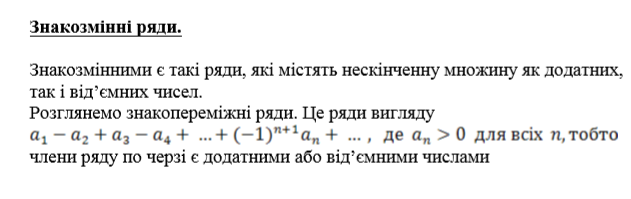 Знакозмінні ряди.
Знакозмінними є такі ряди, які містять нескінченну множину як додатних,
так і від’ємних чисел.
Розглянемо знакопереміжні ряди. Це ряди вигляду
a₁ − a₂ + a₃ − a₄ + … + (−1)ⁿ⁺¹aₙ + … , де aₙ > 0 для всіх n, тобто
члени ряду по черзі є додатними або від’ємними числами